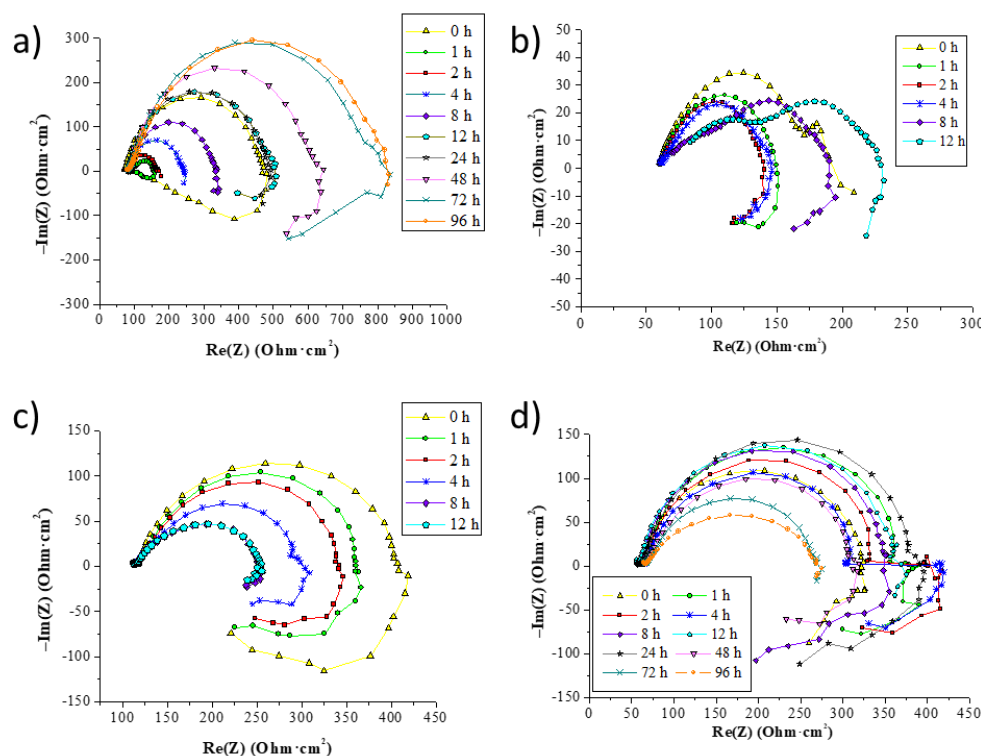 a)
300
200
100
0
-100
-200
-300
−Im(Z) (Ohm·cm²)
0 100 200 300 400 500 600 700 800 900 1000
Re(Z) (Ohm·cm²)
0 h
1 h
2 h
4 h
8 h
12 h
24 h
48 h
72 h
96 h
b)
50
40
30
20
10
0
-10
-20
-30
-40
-50
−Im(Z) (Ohm·cm²)
0 50 100 150 200 250 300
Re(Z) (Ohm·cm²)
0 h
1 h
2 h
4 h
8 h
12 h
c)
150
100
50
0
-50
-100
-150
−Im(Z) (Ohm·cm²)
100 150 200 250 300 350 400 450
Re(Z) (Ohm·cm²)
0 h
1 h
2 h
4 h
8 h
12 h
d)
150
100
50
0
-50
-100
-150
−Im(Z) (Ohm·cm²)
0 50 100 150 200 250 300 350 400 450
Re(Z) (Ohm·cm²)
0 h 1 h
2 h 4 h
8 h 12 h
24 h 48 h
72 h 96 h